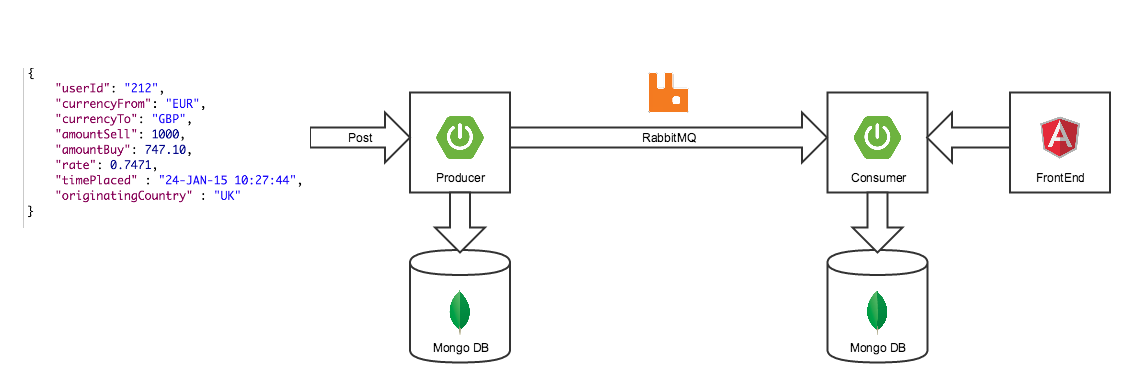 {
"userId": "212",
"currencyFrom": "EUR",
"currencyTo": "GBP",
"amountSell": 1000,
"amountBuy": 747.10,
"rate": 0.7471,
"timePlaced" : "24-JAN-15 10:27:44",
"originatingCountry" : "UK"
}
Post
Producer
RabbitMQ
Consumer
FrontEnd
Mongo DB
Mongo DB